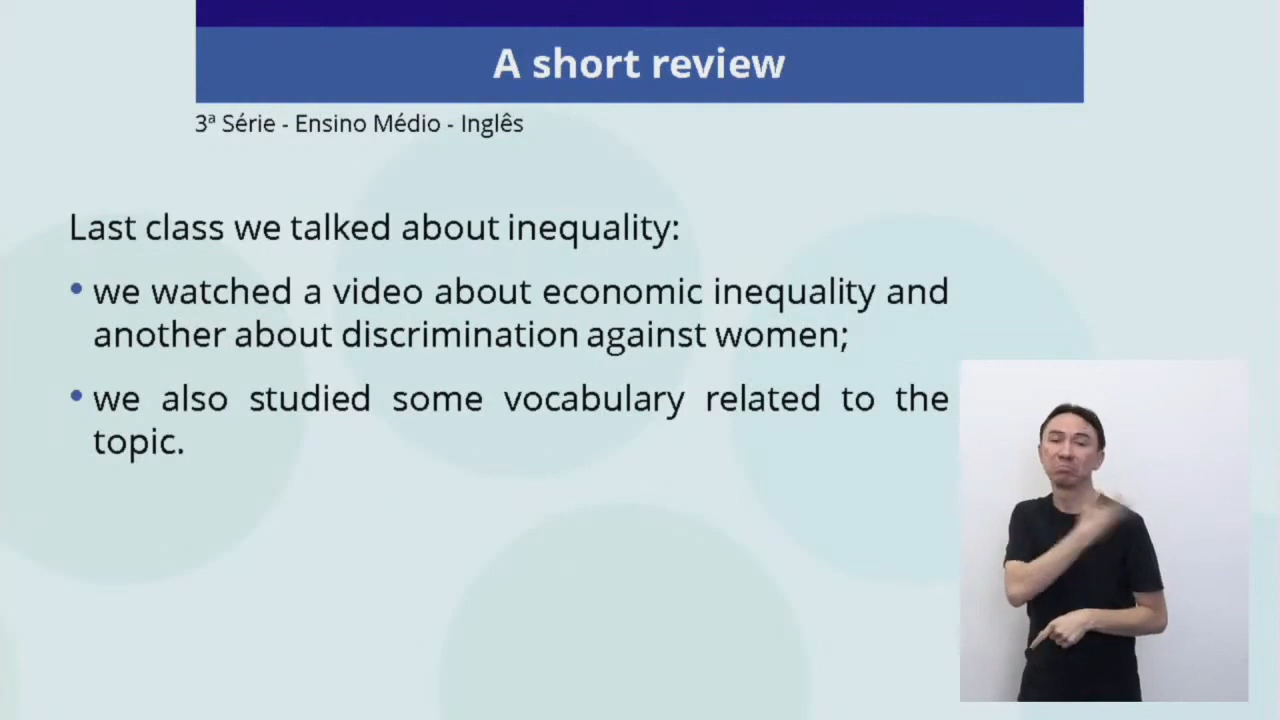 A short review
3ª Série - Ensino Médio - Inglês
Last class we talked about inequality:
• we watched a video about economic inequality and
another about discrimination against women;
• we also studied some vocabulary related to the
topic.